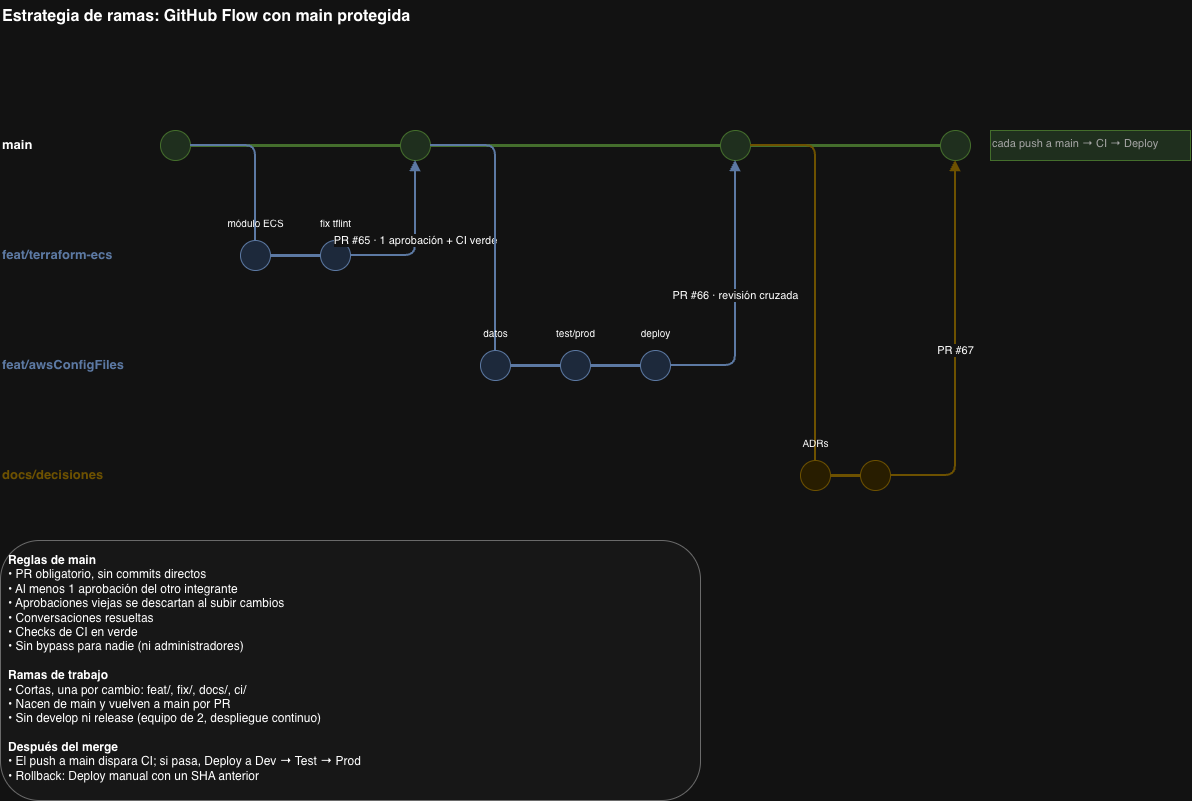 Estrategia de ramas: GitHub Flow con main protegida
main
cada push a main → CI → Deploy
módulo ECS
fix tflint
PR #65 · 1 aprobación + CI verde
feat/terraform-ecs
PR #66 · revisión cruzada
datos
test/prod
deploy
PR #67
feat/awsConfigFiles
ADRs
docs/decisiones
Reglas de main
• PR obligatorio, sin commits directos
• Al menos 1 aprobación del otro integrante
• Aprobaciones viejas se descartan al subir cambios
• Conversaciones resueltas
• Checks de CI en verde
• Sin bypass para nadie (ni administradores)
Ramas de trabajo
• Cortas, una por cambio: feat/, fix/, docs/, ci/
• Nacen de main y vuelven a main por PR
• Sin develop ni release (equipo de 2, despliegue continuo)
Después del merge
• El push a main dispara CI; si pasa, Deploy a Dev → Test → Prod
• Rollback: Deploy manual con un SHA anterior